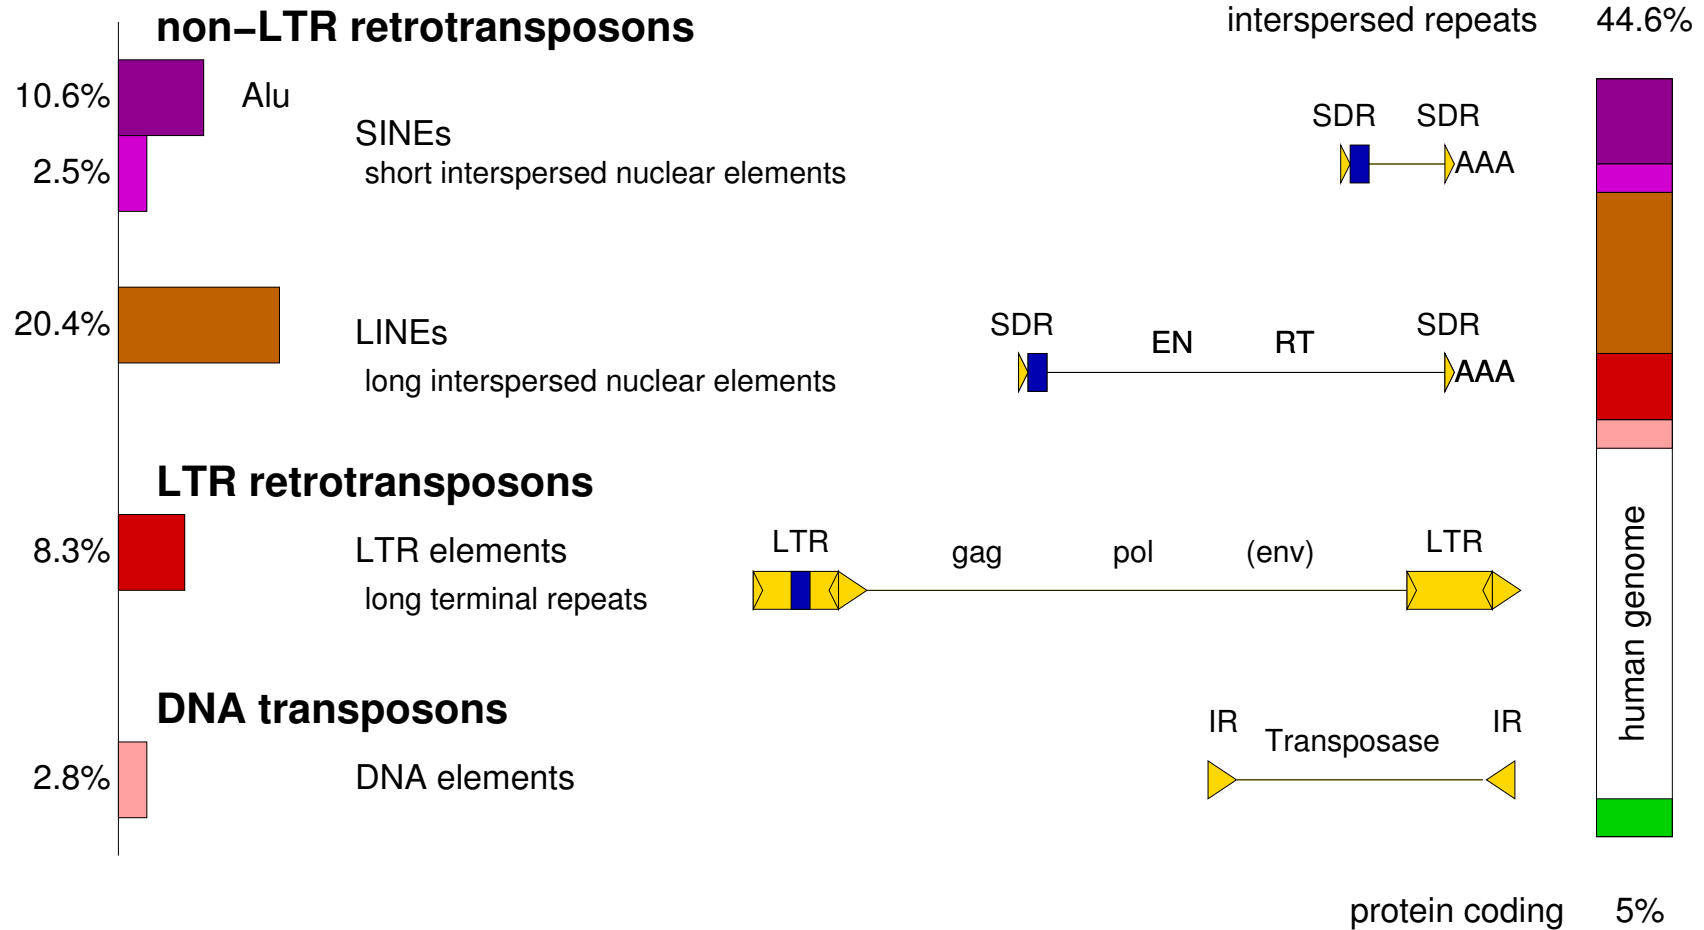 non−LTR retrotransposons
interspersed repeats 44.6%
10.6% Alu
SINEs
2.5% short interspersed nuclear elements
SDR SDR
AAA
20.4% LINEs
long interspersed nuclear elements
SDR EN RT SDR
AAA
LTR retrotransposons
8.3% LTR elements
long terminal repeats
LTR gag pol (env) LTR
human genome
DNA transposons
2.8% DNA elements
IR Transposase IR
protein coding 5%